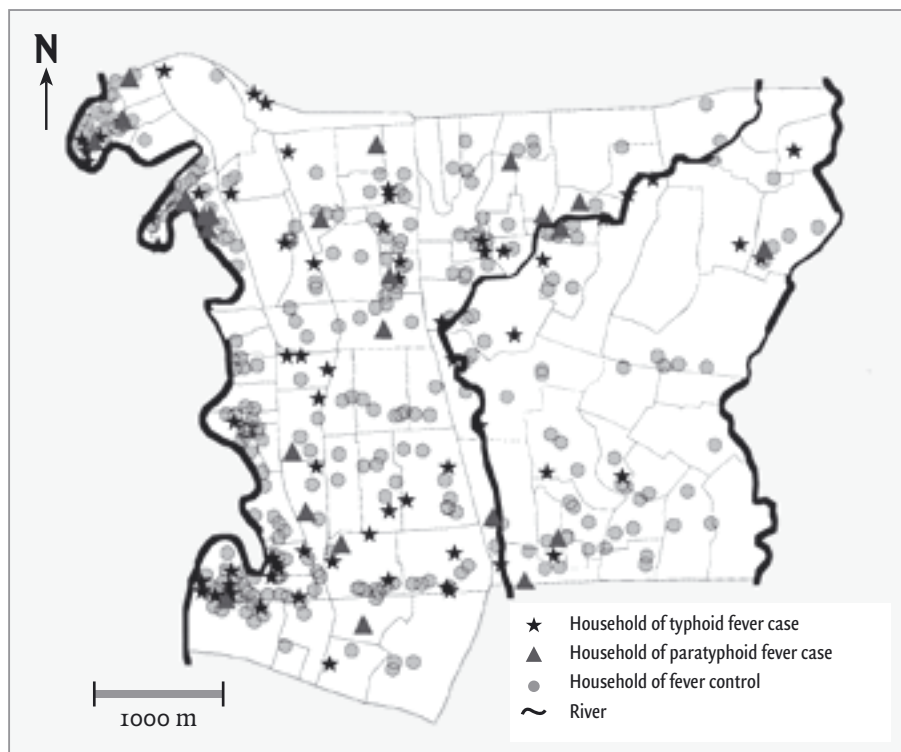 N
Household of typhoid fever case
Household of paratyphoid fever case
Household of fever control
River
1000 m